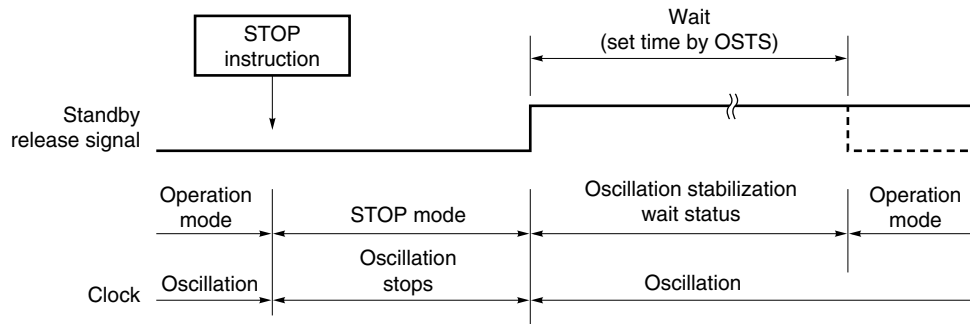 STOP
instruction
Wait
(set time by OSTS)
Standby
release signal
Operation
mode
STOP mode
Oscillation stabilization
wait status
Operation
mode
Clock
Oscillation
Oscillation
stops
Oscillation